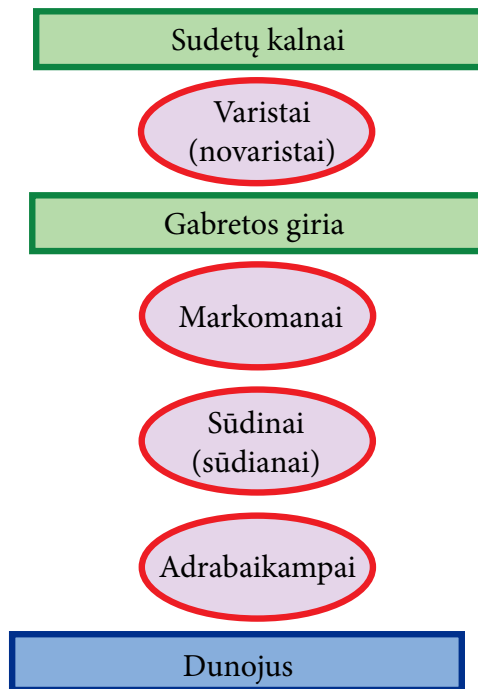 Sudetų kalnai
Varistai
(novaristai)
Gabretos giria
Markomanai
Sūdinai
(sūdianai)
Adrabaikampai
Dunojus